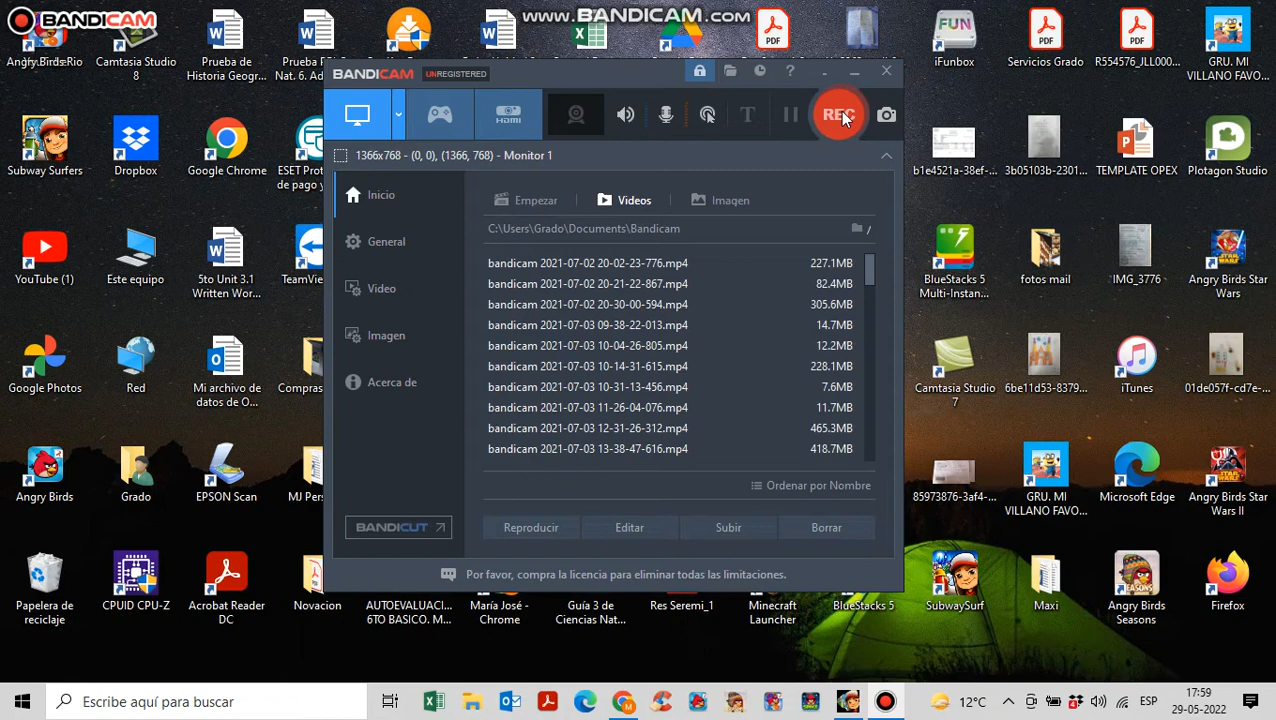 BANDICAM
www.BANDICAM.com
Camtasia Studio
8
Prueba de
Historia Geogr...
Nat. 6. Ad...
FUN
iFunbox
PDF
Servicios Grado
PDF
GRU. MI
VILLANO FAVO...
BANDICAM UNREGISTERED
HDMI
T
REC
1366x768 - (0, 0), (1366, 768) - Monitor 1
Inicio
General
Video
Imagen
Acerca de
BANDICUT
Empezar
Videos
Imagen
C:\Users\Grado\Documents\Bandicam
/
bandicam 2021-07-02 20-02-23-776.mp4 227.1MB
bandicam 2021-07-02 20-21-22-867.mp4 82.4MB
bandicam 2021-07-02 20-30-00-594.mp4 305.6MB
bandicam 2021-07-03 09-38-22-013.mp4 14.7MB
bandicam 2021-07-03 10-04-26-805.mp4 12.2MB
bandicam 2021-07-03 10-14-31-615.mp4 228.1MB
bandicam 2021-07-03 10-31-13-456.mp4 7.6MB
bandicam 2021-07-03 11-26-04-076.mp4 11.7MB
bandicam 2021-07-03 12-31-26-312.mp4 465.3MB
bandicam 2021-07-03 13-38-47-616.mp4 418.7MB
Ordenar por Nombre
Reproducir
Editar
Subir
Borrar
Por favor, compra la licencia para eliminar todas las limitaciones.
Subway Surfers
Dropbox
Google Chrome
ESET Prot...
de pago y
b1e4521a-38ef-...
3b05103b-2301...
TEMPLATE OPEX
Plotagon Studio
YouTube (1)
Este equipo
5to Unit 3.1
Written Wor...
TeamView
BlueStacks 5
Multi-Instan...
fotos mail
IMG_3776
Angry Birds Star
Wars
Google Photos
Red
Mi archivo de
datos de O...
Compras
Camtasia Studio
7
6be11d53-8379...
iTunes
01de057f-cd7e-...
Angry Birds
Grado
EPSON Scan
MJ Pers
85973876-3af4-...
GRU. MI
VILLANO FAVO...
Microsoft Edge
Angry Birds Star
Wars II
Papelera de
reciclaje
CPUID CPU-Z
Acrobat Reader
DC
Novacion
AUTOEVALUACI...
6TO BASICO. M...
María José -
Chrome
Guía 3 de
Ciencias Nat...
Res Seremi_1
Minecraft
Launcher
BlueStacks 5
SubwaySurf
Maxi
Angry Birds
Seasons
Firefox
Escribe aquí para buscar
12°C
ESP
17:59
29-05-2022